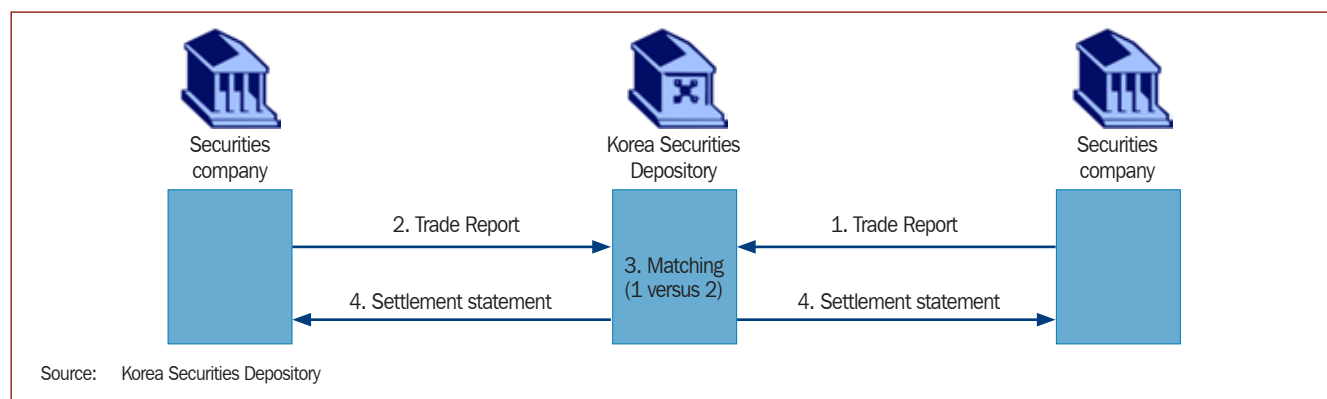 Securities
company
Korea Securities
Depository
Securities
company
2. Trade Report
1. Trade Report
3. Matching
(1 versus 2)
4. Settlement statement
4. Settlement statement
Source: Korea Securities Depository